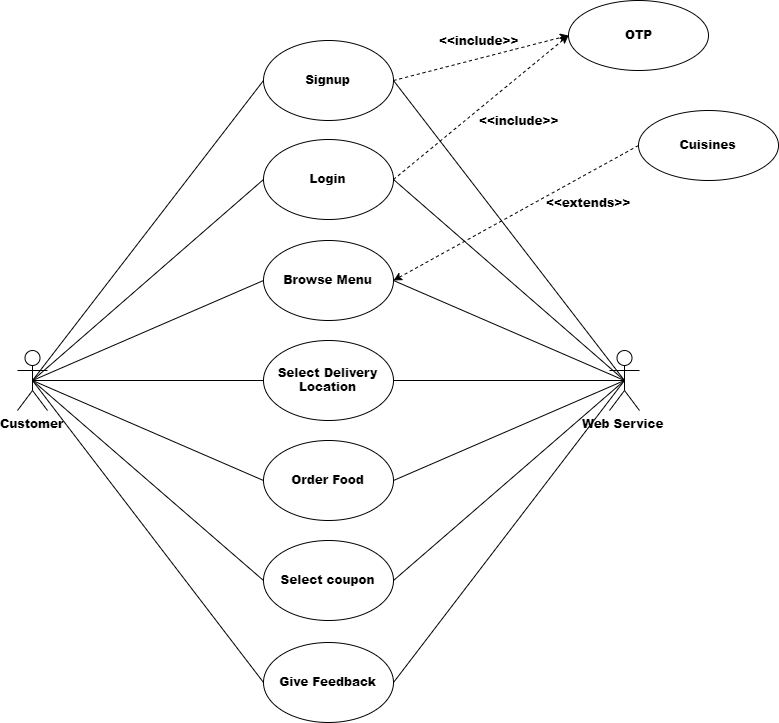 OTP
<<include>>
Signup
<<include>>
Cuisines
Login
<<extends>>
Browse Menu
Select Delivery
Location
Customer
Web Service
Order Food
Select coupon
Give Feedback